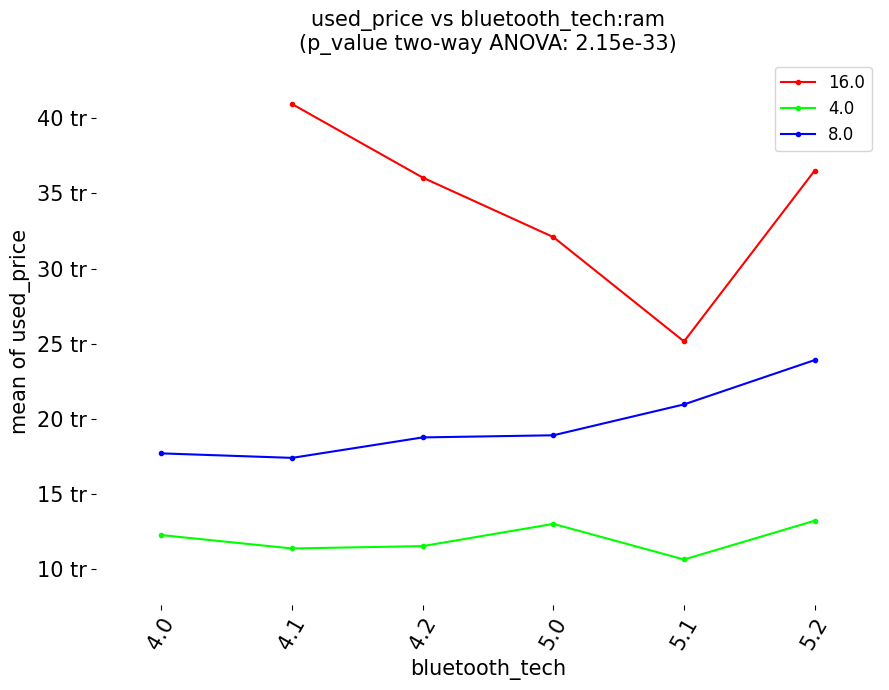 used_price vs bluetooth_tech:ram
(p_value two-way ANOVA: 2.15e-33)
16.0
4.0
8.0
mean of used_price
40 tr
35 tr
30 tr
25 tr
20 tr
15 tr
10 tr
4.0
4.1
4.2
5.0
5.1
5.2
bluetooth_tech